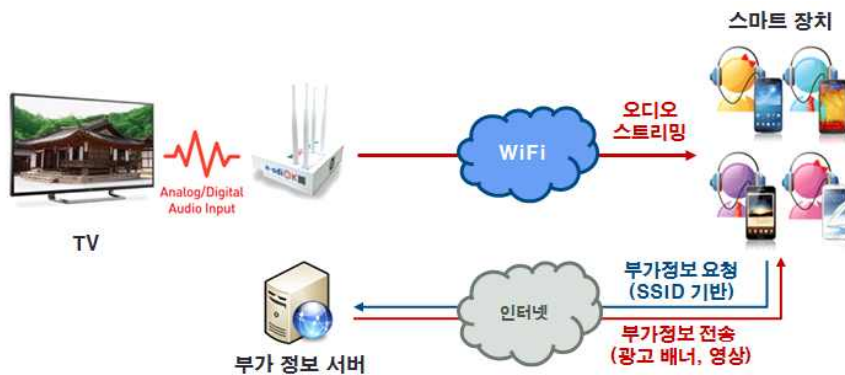 스마트 장치
오디오
스트리밍
WiFi
Analog/Digital
Audio Input
TV
부가정보 요청
(SSID 기반)
인터넷
부가정보 전송
(광고 배너, 영상)
부가 정보 서버